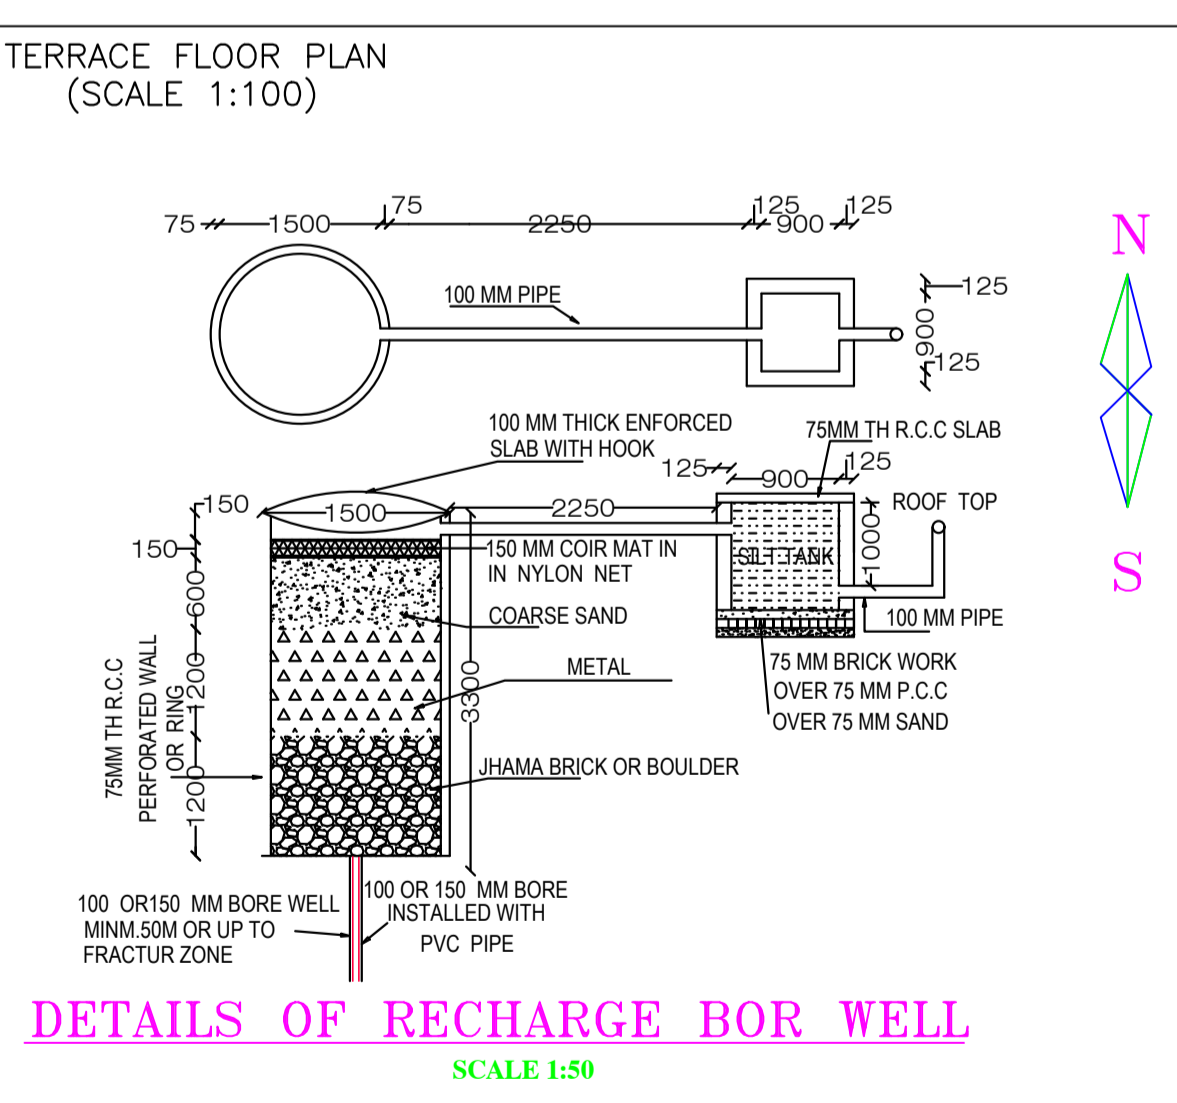 TERRACE FLOOR PLAN
(SCALE 1:100)
75 1500 75 2250 125 900 125
N
100 MM PIPE
125
900
125
100 MM THICK ENFORCED
SLAB WITH HOOK
75MM TH R.C.C SLAB
125 900 125
150 1500 2250
ROOF TOP
1000
150
150 MM COIR MAT IN
IN NYLON NET
SILT TANK
S
600
COARSE SAND
100 MM PIPE
METAL
1200
3300
75 MM BRICK WORK
OVER 75 MM P.C.C
OVER 75 MM SAND
75MM TH R.C.C
PERFORATED WALL
OR RING
1200
JHAMA BRICK OR BOULDER
100 OR150 MM BORE WELL
MINM.50M OR UP TO
FRACTUR ZONE
100 OR 150 MM BORE
INSTALLED WITH
PVC PIPE
DETAILS OF RECHARGE BOR WELL
SCALE 1:50